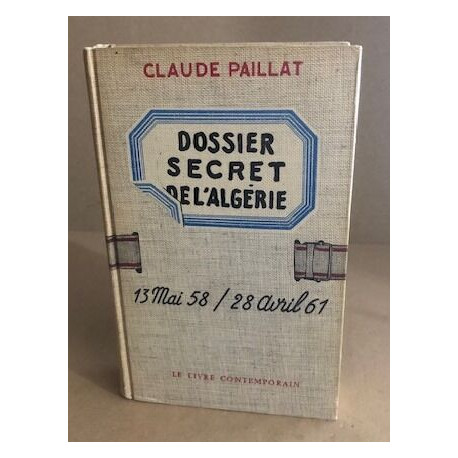 CLAUDE PAILLAT
DOSSIER
SECRET
DE L'ALGÉRIE
13 Mai 58 / 28 Avril 61
LE LIVRE CONTEMPORAIN